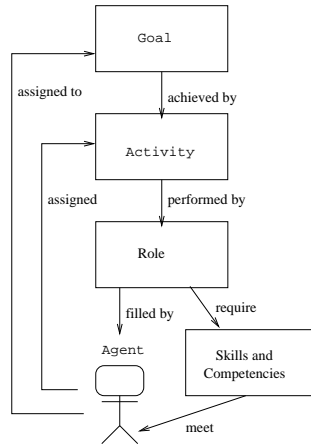 Goal
assigned to
achieved by
Activity
assigned
performed by
Role
filled by
require
Agent
Skills and
Competencies
meet